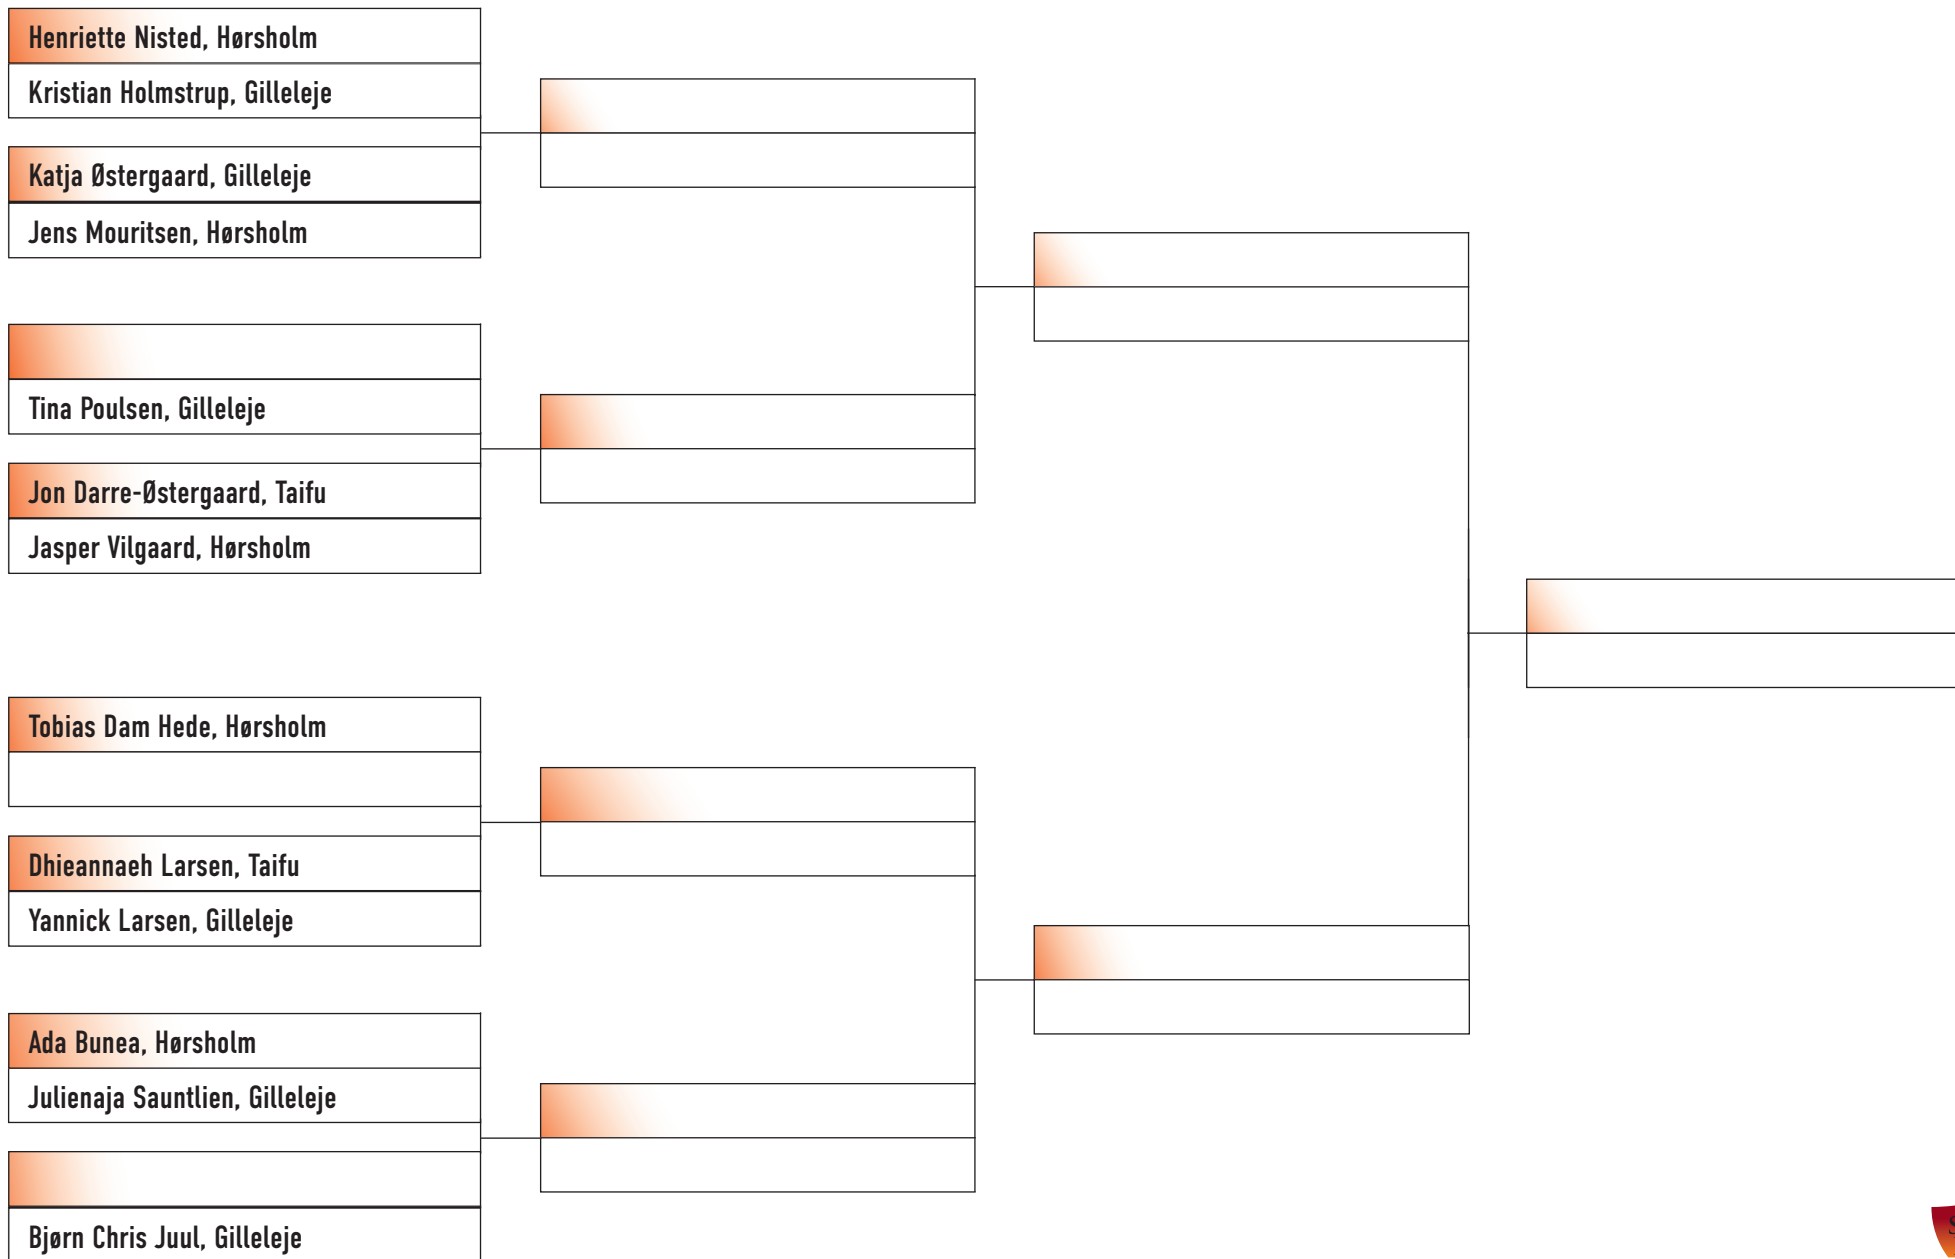 Henriette Nisted, Hørsholm
Kristian Holmstrup, Gilleleje
Katja Østergaard, Gilleleje
Jens Mouritsen, Hørsholm
Tina Poulsen, Gilleleje
Jon Darre-Østergaard, Taifu
Jasper Vilgaard, Hørsholm
Tobias Dam Hede, Hørsholm
Dhieannaeh Larsen, Taifu
Yannick Larsen, Gilleleje
Ada Bunea, Hørsholm
Julienaja Sauntlien, Gilleleje
Bjørn Chris Juul, Gilleleje